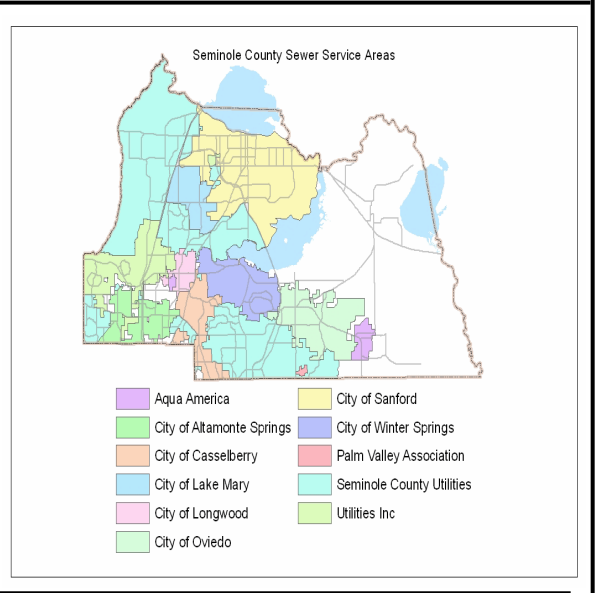 Seminole County Sewer Service Areas
Aqua America
City of Altamonte Springs
City of Casselberry
City of Lake Mary
City of Longwood
City of Oviedo
City of Sanford
City of Winter Springs
Palm Valley Association
Seminole County Utilities
Utilities Inc